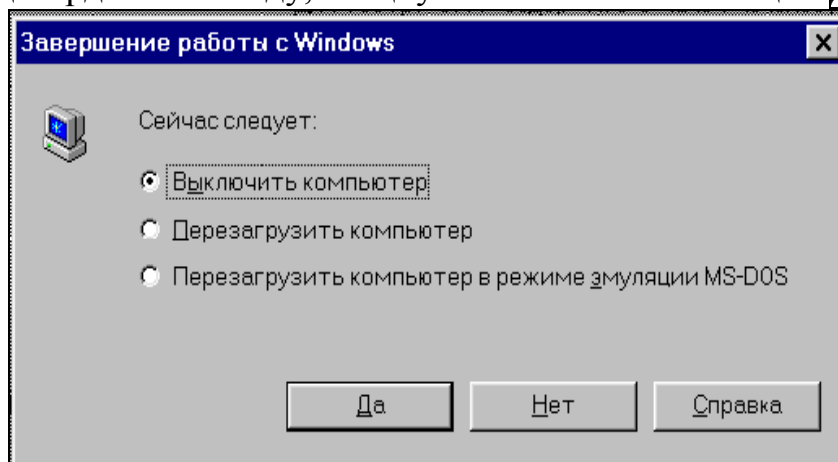 Завершение работы с Windows
Сейчас следует:
Выключить компьютер
Перезагрузить компьютер
Перезагрузить компьютер в режиме эмуляции MS-DOS
Да Нет Справка